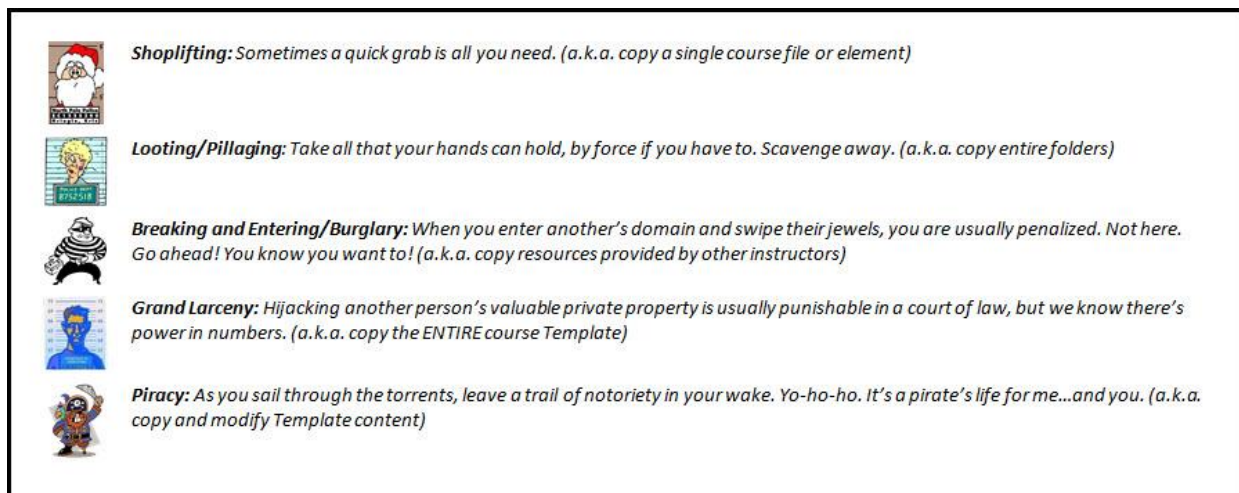 Shoplifting: Sometimes a quick grab is all you need. (a.k.a. copy a single course file or element)
Looting/Pillaging: Take all that your hands can hold, by force if you have to. Scavenge away. (a.k.a. copy entire folders)
Breaking and Entering/Burglary: When you enter another’s domain and swipe their jewels, you are usually penalized. Not here.
Go ahead! You know you want to! (a.k.a. copy resources provided by other instructors)
Grand Larceny: Hijacking another person’s valuable private property is usually punishable in a court of law, but we know there’s
power in numbers. (a.k.a. copy the ENTIRE course Template)
Piracy: As you sail through the torrents, leave a trail of notoriety in your wake. Yo-ho-ho. It’s a pirate’s life for me…and you. (a.k.a.
copy and modify Template content)